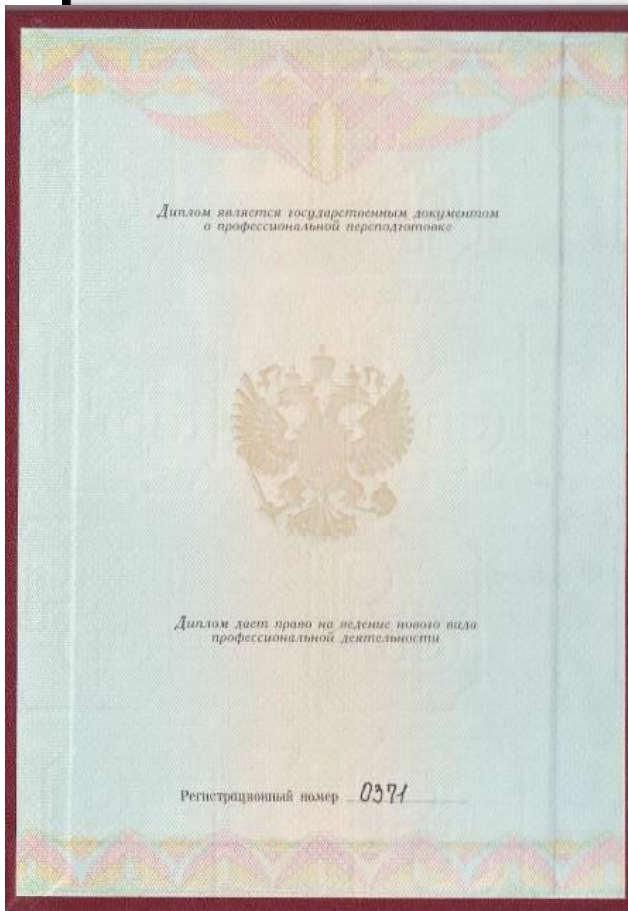 Диплом является государственным документом
о профессиональной переподготовке
Диплом дает право на ведение нового вида
профессиональной деятельности
Регистрационный номер 0371